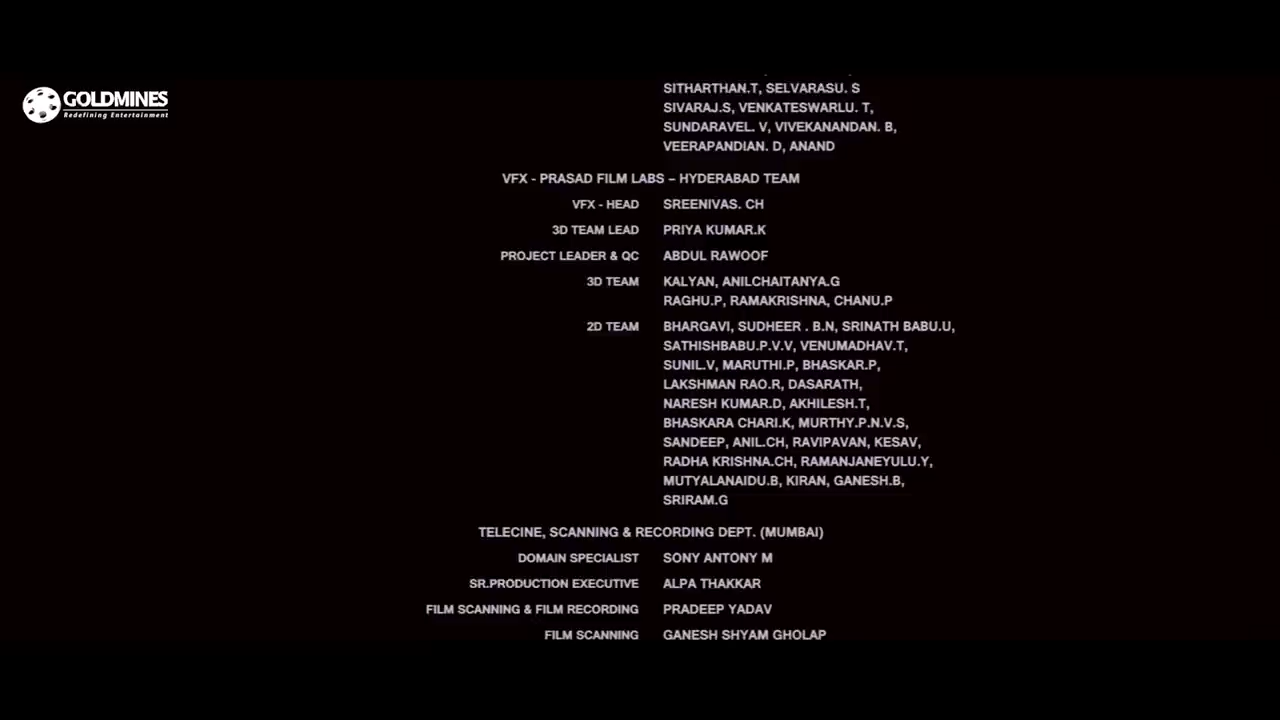 GOLDMINES
Redefining Entertainment
SITHARTHAN.T, SELVARASU. S
SIVARAJ.S, VENKATESWARLU. T,
SUNDARAVEL. V, VIVEKANANDAN. B,
VEERAPANDIAN. D, ANAND
VFX - PRASAD FILM LABS – HYDERABAD TEAM
VFX - HEAD SREENIVAS. CH
3D TEAM LEAD PRIYA KUMAR.K
PROJECT LEADER & QC ABDUL RAWOOF
3D TEAM KALYAN, ANILCHAITANYA.G
RAGHU.P, RAMAKRISHNA, CHANU.P
2D TEAM BHARGAVI, SUDHEER . B.N, SRINATH BABU.U,
SATHISHBABU.P.V.V, VENUMADHAV.T,
SUNIL.V, MARUTHI.P, BHASKAR.P,
LAKSHMAN RAO.R, DASARATH,
NARESH KUMAR.D, AKHILESH.T,
BHASKARA CHARI.K, MURTHY.P.N.V.S,
SANDEEP, ANIL.CH, RAVIPAVAN, KESAV,
RADHA KRISHNA.CH, RAMANJANEYULU.Y,
MUTYALANAIDU.B, KIRAN, GANESH.B,
SRIRAM.G
TELECINE, SCANNING & RECORDING DEPT. (MUMBAI)
DOMAIN SPECIALIST SONY ANTONY M
SR.PRODUCTION EXECUTIVE ALPA THAKKAR
FILM SCANNING & FILM RECORDING PRADEEP YADAV
FILM SCANNING GANESH SHYAM GHOLAP